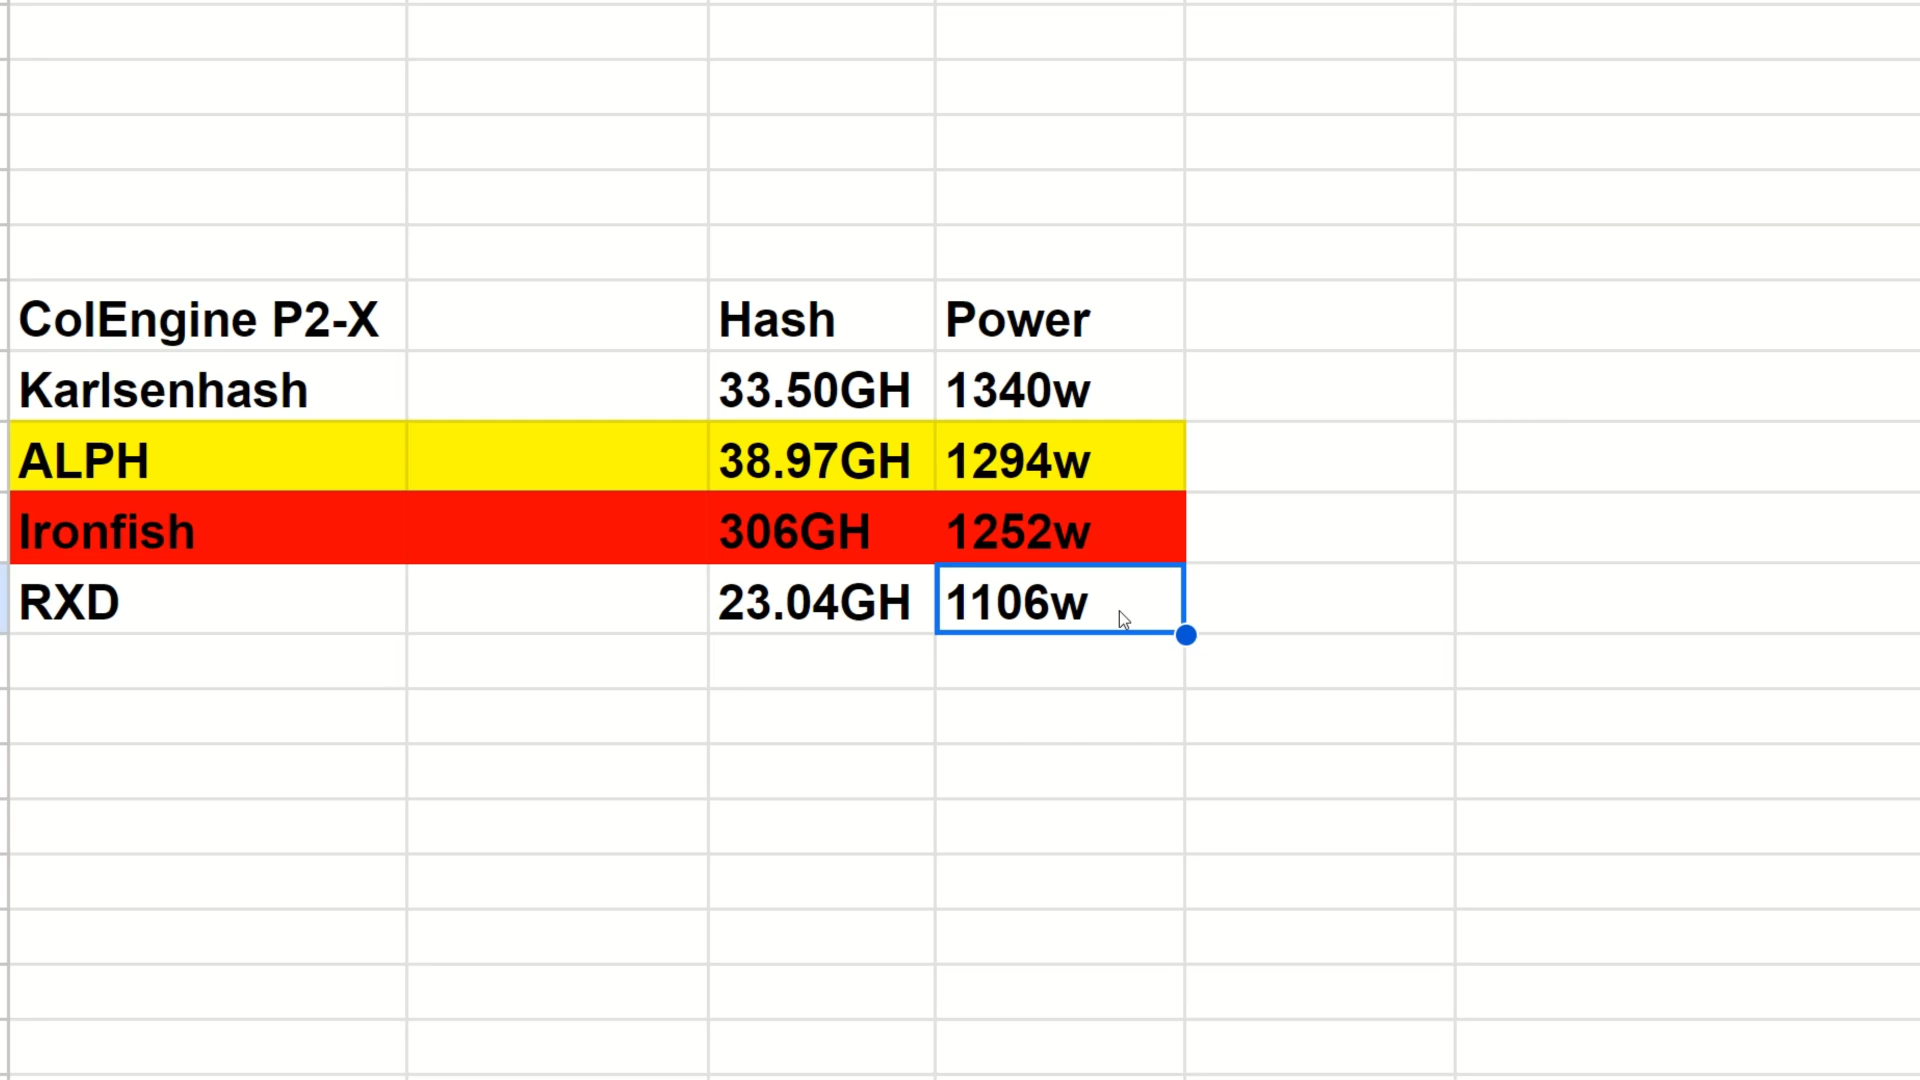 ColEngine P2-X Hash Power
Karlsenhash 33.50GH 1340w
ALPH 38.97GH 1294w
Ironfish 306GH 1252w
RXD 23.04GH 1106w